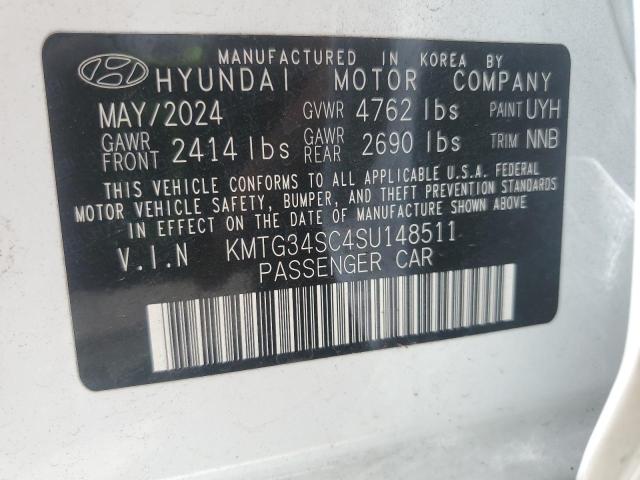 MANUFACTURED IN KOREA BY
HYUNDAI MOTOR COMPANY
MAY/2024 GVWR 4762 lbs PAINT UYH
GAWR FRONT 2414 lbs GAWR REAR 2690 lbs TRIM NNB
THIS VEHICLE CONFORMS TO ALL APPLICABLE U.S.A. FEDERAL
MOTOR VEHICLE SAFETY, BUMPER, AND THEFT PREVENTION STANDARDS
IN EFFECT ON THE DATE OF MANUFACTURE SHOWN ABOVE.
V.I.N KMTG34SC4SU148511
PASSENGER CAR